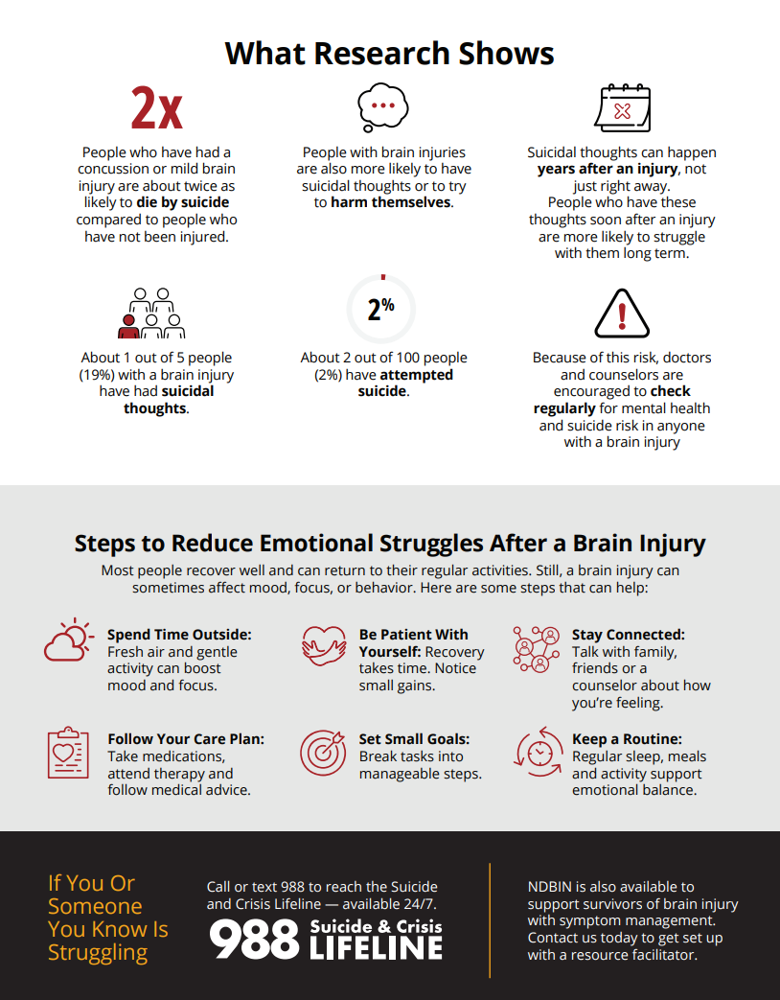 What Research Shows
2x
People who have had a
concussion or mild brain
injury are about twice as
likely to die by suicide
compared to people who
have not been injured.
People with brain injuries
are also more likely to have
suicidal thoughts or to try
to harm themselves.
Suicidal thoughts can happen
years after an injury, not
just right away.
People who have these
thoughts soon after an injury
are more likely to struggle
with them long term.
About 1 out of 5 people
(19%) with a brain injury
have had suicidal
thoughts.
2%
About 2 out of 100 people
(2%) have attempted
suicide.
Because of this risk, doctors
and counselors are
encouraged to check
regularly for mental health
and suicide risk in anyone
with a brain injury
Steps to Reduce Emotional Struggles After a Brain Injury
Most people recover well and can return to their regular activities. Still, a brain injury can
sometimes affect mood, focus, or behavior. Here are some steps that can help:
Spend Time Outside:
Fresh air and gentle
activity can boost
mood and focus.
Be Patient With
Yourself: Recovery
takes time. Notice
small gains.
Stay Connected:
Talk with family,
friends or a
counselor about how
you're feeling.
Follow Your Care Plan:
Take medications,
attend therapy and
follow medical advice.
Set Small Goals:
Break tasks into
manageable steps.
Keep a Routine:
Regular sleep, meals
and activity support
emotional balance.
If You Or
Someone
You Know Is
Struggling
Call or text 988 to reach the Suicide
and Crisis Lifeline — available 24/7.
988 Suicide & Crisis
LIFELINE
NDBIN is also available to
support survivors of brain injury
with symptom management.
Contact us today to get set up
with a resource facilitator.